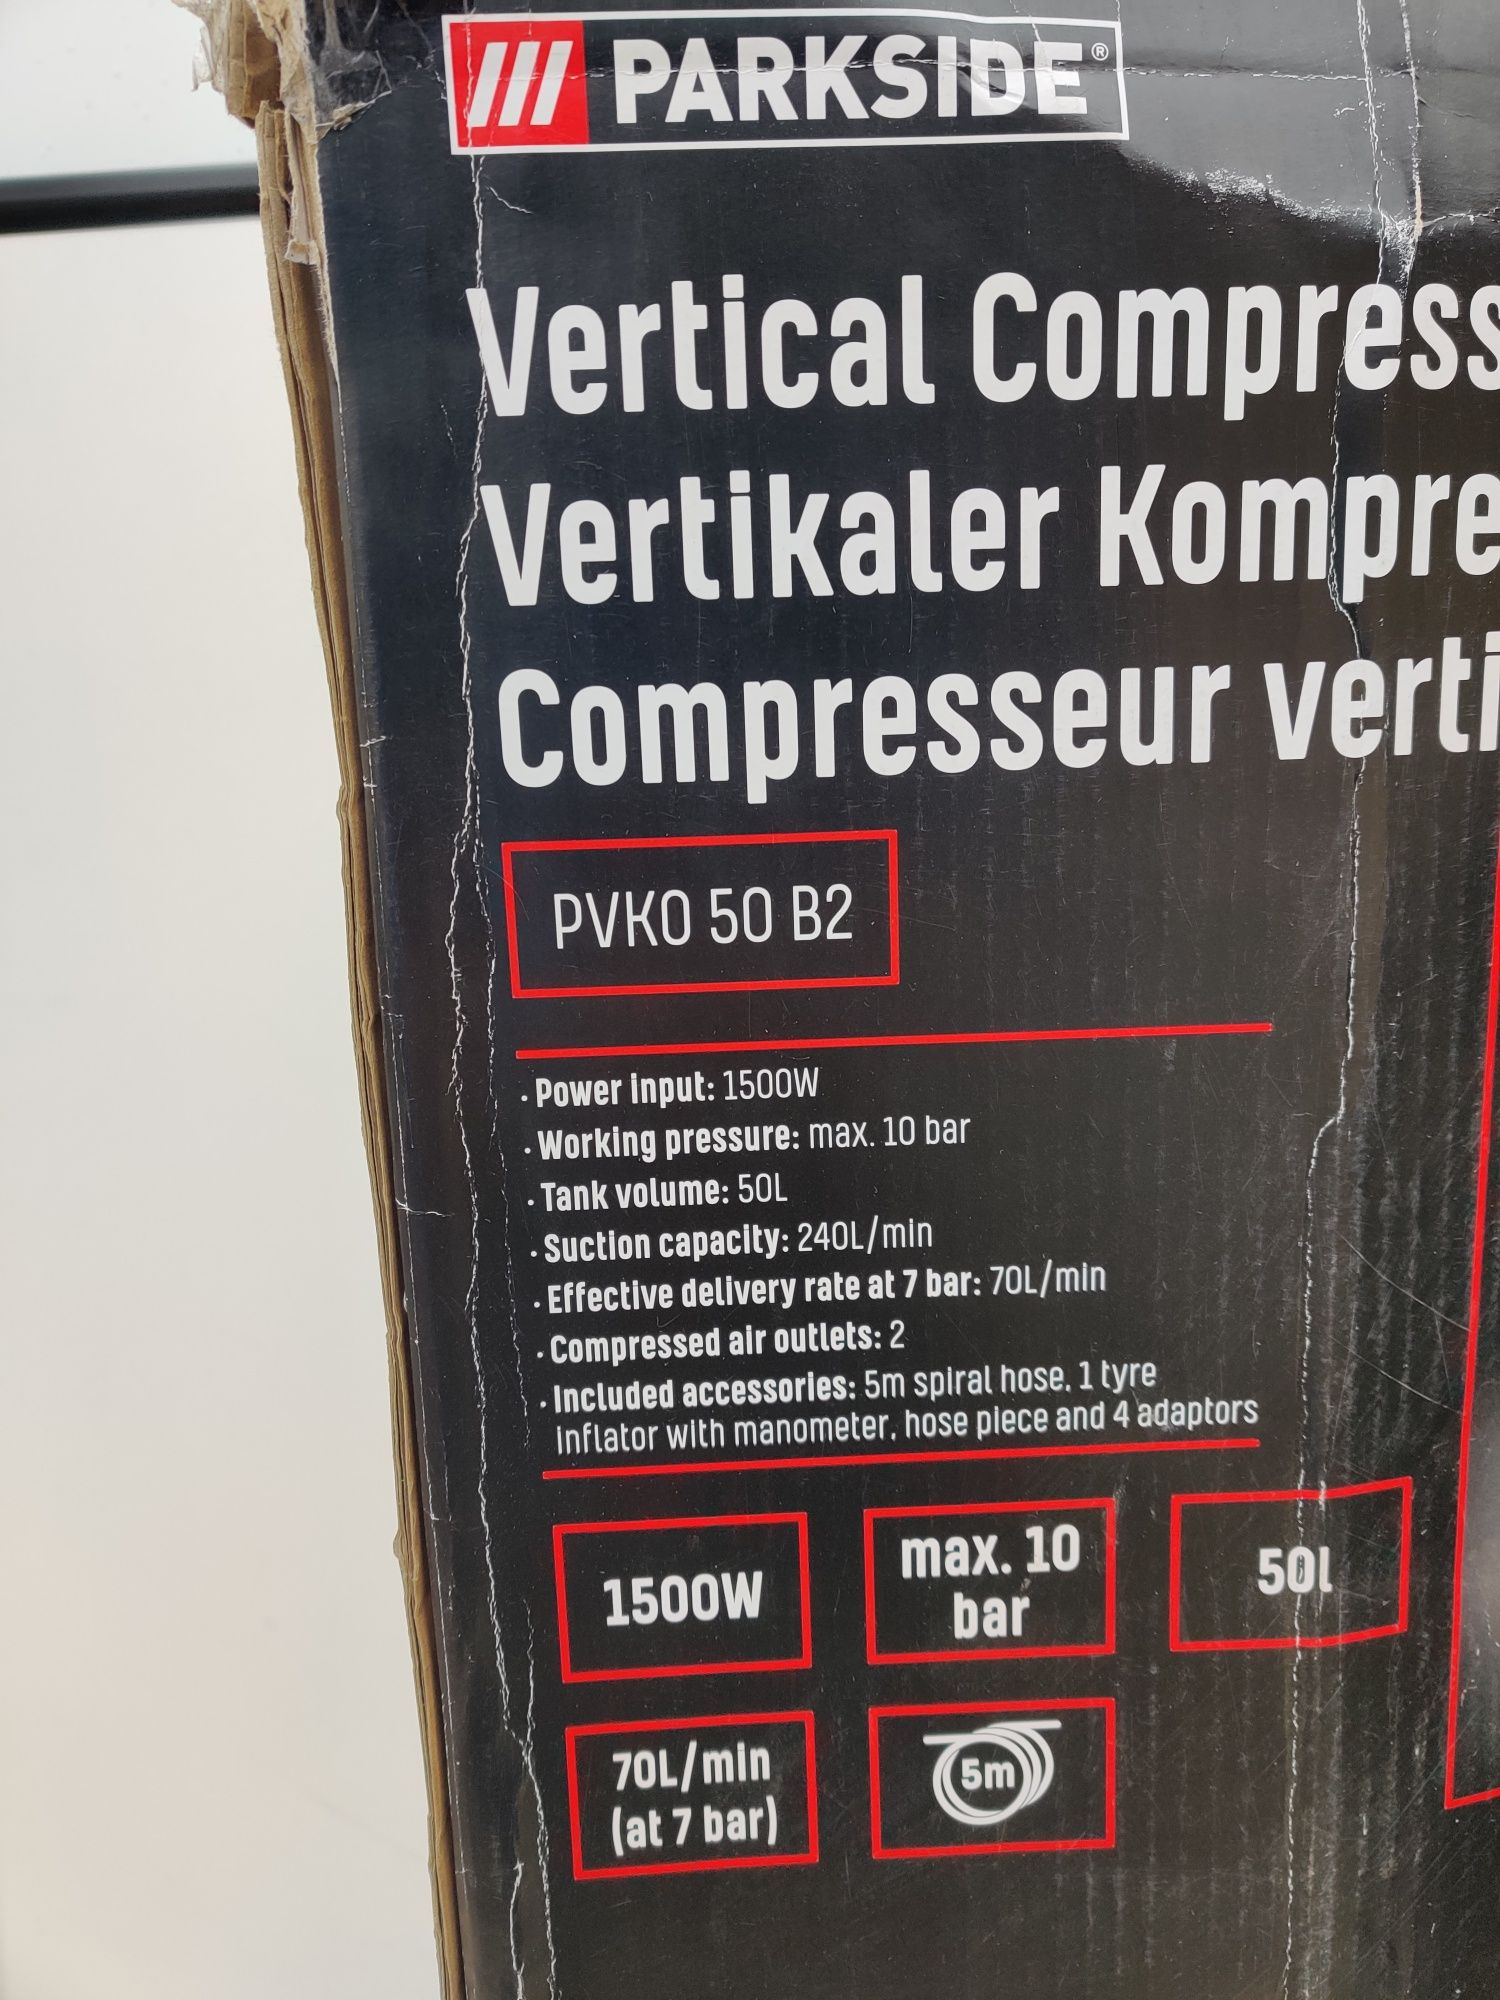 PARKSIDE®
Vertical Compress
Vertikaler Kompre
Compresseur verti
PVKO 50 B2
· Power input: 1500W
· Working pressure: max. 10 bar
· Tank volume: 50L
· Suction capacity: 240L/min
· Effective delivery rate at 7 bar: 70L/min
· Compressed air outlets: 2
· Included accessories: 5m spiral hose, 1 tyre
inflator with manometer, hose piece and 4 adaptors
1500W
max. 10
bar
50l
70L/min
(at 7 bar)
5m